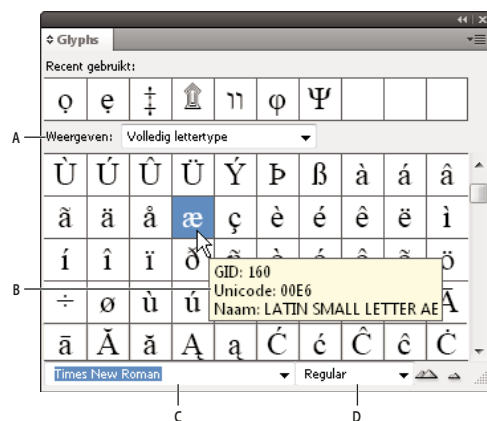 Glyphs
Recent gebruikt:
ọ ẹ ‡ װ φ Ψ
A
Weergeven: Volledig lettertype
Ù Ú Û Ü Ý Þ ß à á â
ã ä å æ ç è é ê ë ì
í î ï ð ö
GID: 160
B
Unicode: 00E6
Naam: LATIN SMALL LETTER AE
÷ ø ù ú Ā
ā Ă ă Ą ą Ć ć Ĉ ĉ Ċ
Times New Roman Regular
C D